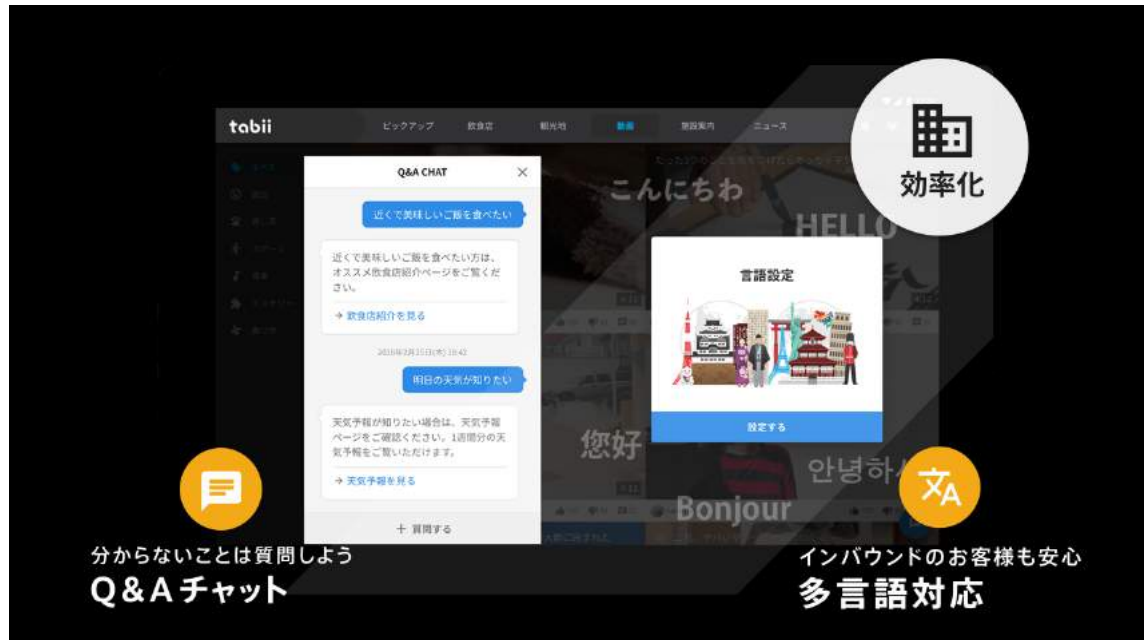 tabii
ピックアップ
飲食店
観光地
動画
施設案内
ニュース
効率化
Q&A CHAT
近くで美味しいご飯を食べたい
近くで美味しいご飯を食べたい方は、
オススメ飲食店紹介ページをご覧くだ
さい。
→ 飲食店紹介を見る
明日の天気が知りたい
天気予報が知りたい場合は、天気予報
ページをご確認ください。1週間分の天
気予報をご覧いただけます。
→ 天気予報を見る
+ 質問する
こんにちわ
HELLO
言語設定
設定する
您好
안녕하
Bonjour
分からないことは質問しよう
Q&Aチャット
インバウンドのお客様も安心
多言語対応